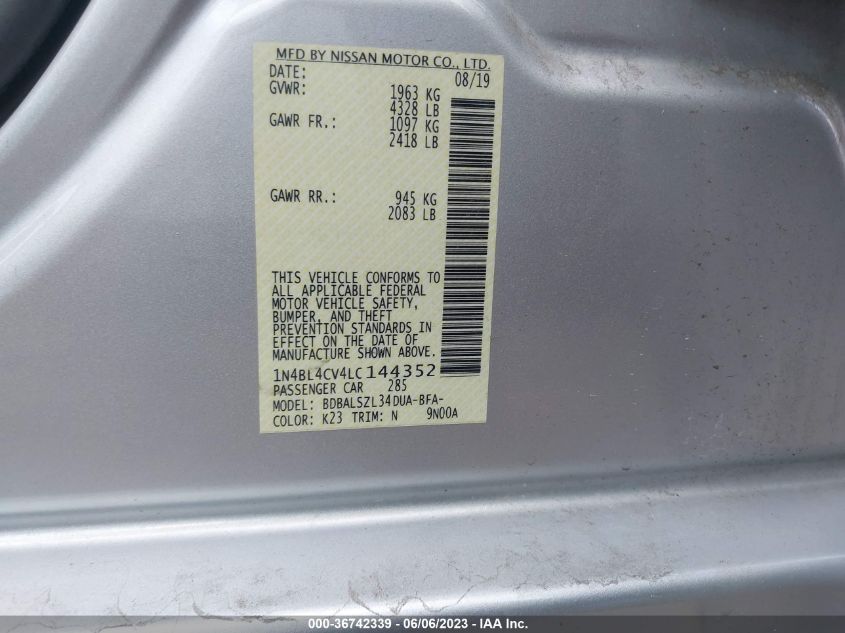 MFD BY NISSAN MOTOR CO., LTD.
DATE: 08/19
GVWR: 1963 KG
4328 LB
GAWR FR.: 1097 KG
2418 LB
GAWR RR.: 945 KG
2083 LB
THIS VEHICLE CONFORMS TO
ALL APPLICABLE FEDERAL
MOTOR VEHICLE SAFETY,
BUMPER, AND THEFT
PREVENTION STANDARDS IN
EFFECT ON THE DATE OF
MANUFACTURE SHOWN ABOVE.
1N4BL4CV4LC144352
PASSENGER CAR 285
MODEL: BDBALSZL34DUA-BFA-
COLOR: K23 TRIM: N 9N00A
000-36742339 - 06/06/2023 - IAA Inc.